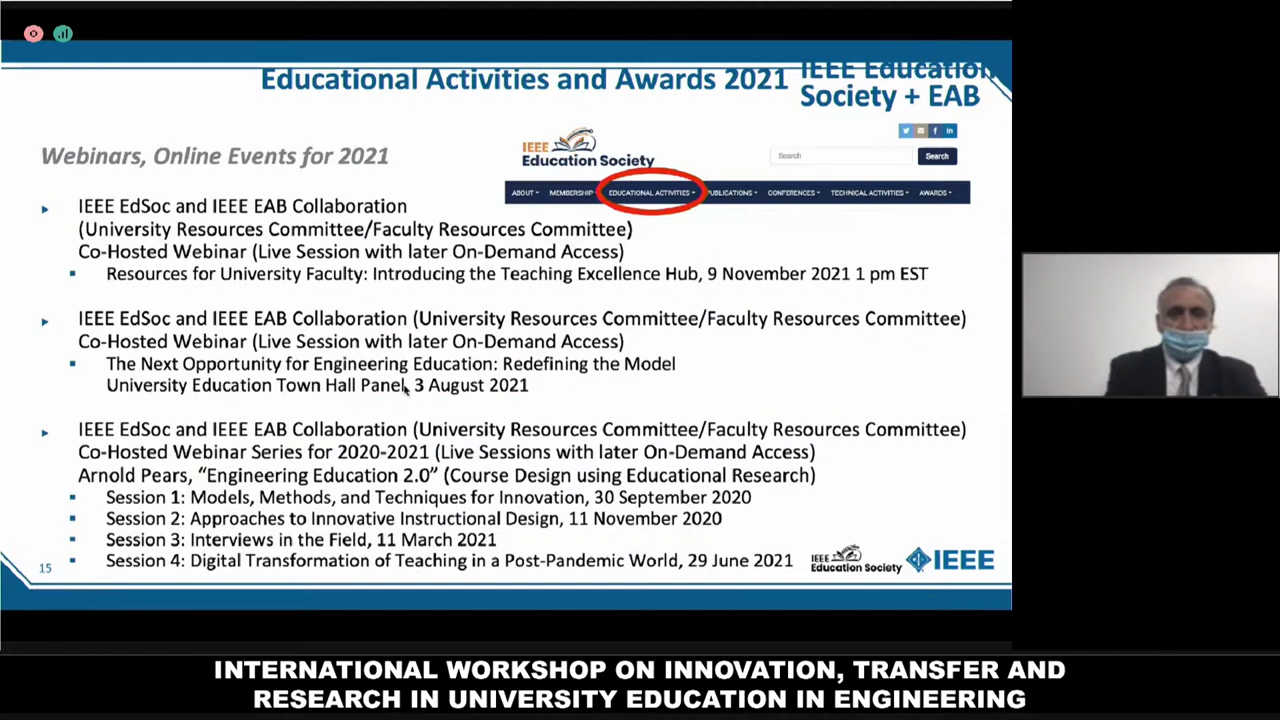 Educational Activities and Awards 2021
IEEE Education
Society + EAB
Webinars, Online Events for 2021
IEEE
Education Society
Search
Search
ABOUT
MEMBERSHIP
EDUCATIONAL ACTIVITIES
PUBLICATIONS
CONFERENCES
TECHNICAL ACTIVITIES
AWARDS
IEEE EdSoc and IEEE EAB Collaboration
(University Resources Committee/Faculty Resources Committee)
Co-Hosted Webinar (Live Session with later On-Demand Access)
Resources for University Faculty: Introducing the Teaching Excellence Hub, 9 November 2021 1 pm EST
IEEE EdSoc and IEEE EAB Collaboration (University Resources Committee/Faculty Resources Committee)
Co-Hosted Webinar (Live Session with later On-Demand Access)
The Next Opportunity for Engineering Education: Redefining the Model
University Education Town Hall Panel, 3 August 2021
IEEE EdSoc and IEEE EAB Collaboration (University Resources Committee/Faculty Resources Committee)
Co-Hosted Webinar Series for 2020-2021 (Live Sessions with later On-Demand Access)
Arnold Pears, “Engineering Education 2.0” (Course Design using Educational Research)
Session 1: Models, Methods, and Techniques for Innovation, 30 September 2020
Session 2: Approaches to Innovative Instructional Design, 11 November 2020
Session 3: Interviews in the Field, 11 March 2021
Session 4: Digital Transformation of Teaching in a Post-Pandemic World, 29 June 2021
15
IEEE
Education Society
IEEE
INTERNATIONAL WORKSHOP ON INNOVATION, TRANSFER AND
RESEARCH IN UNIVERSITY EDUCATION IN ENGINEERING